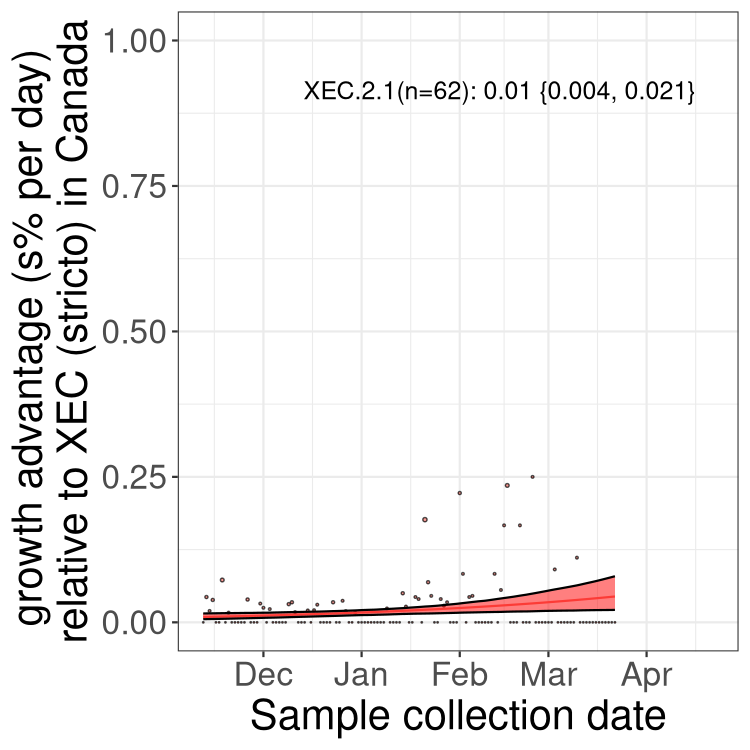 growth advantage (s% per day)
relative to XEC (stricto) in Canada
1.00
0.75
0.50
0.25
0.00
XEC.2.1(n=62): 0.01 {0.004, 0.021}
Dec Jan Feb Mar Apr
Sample collection date